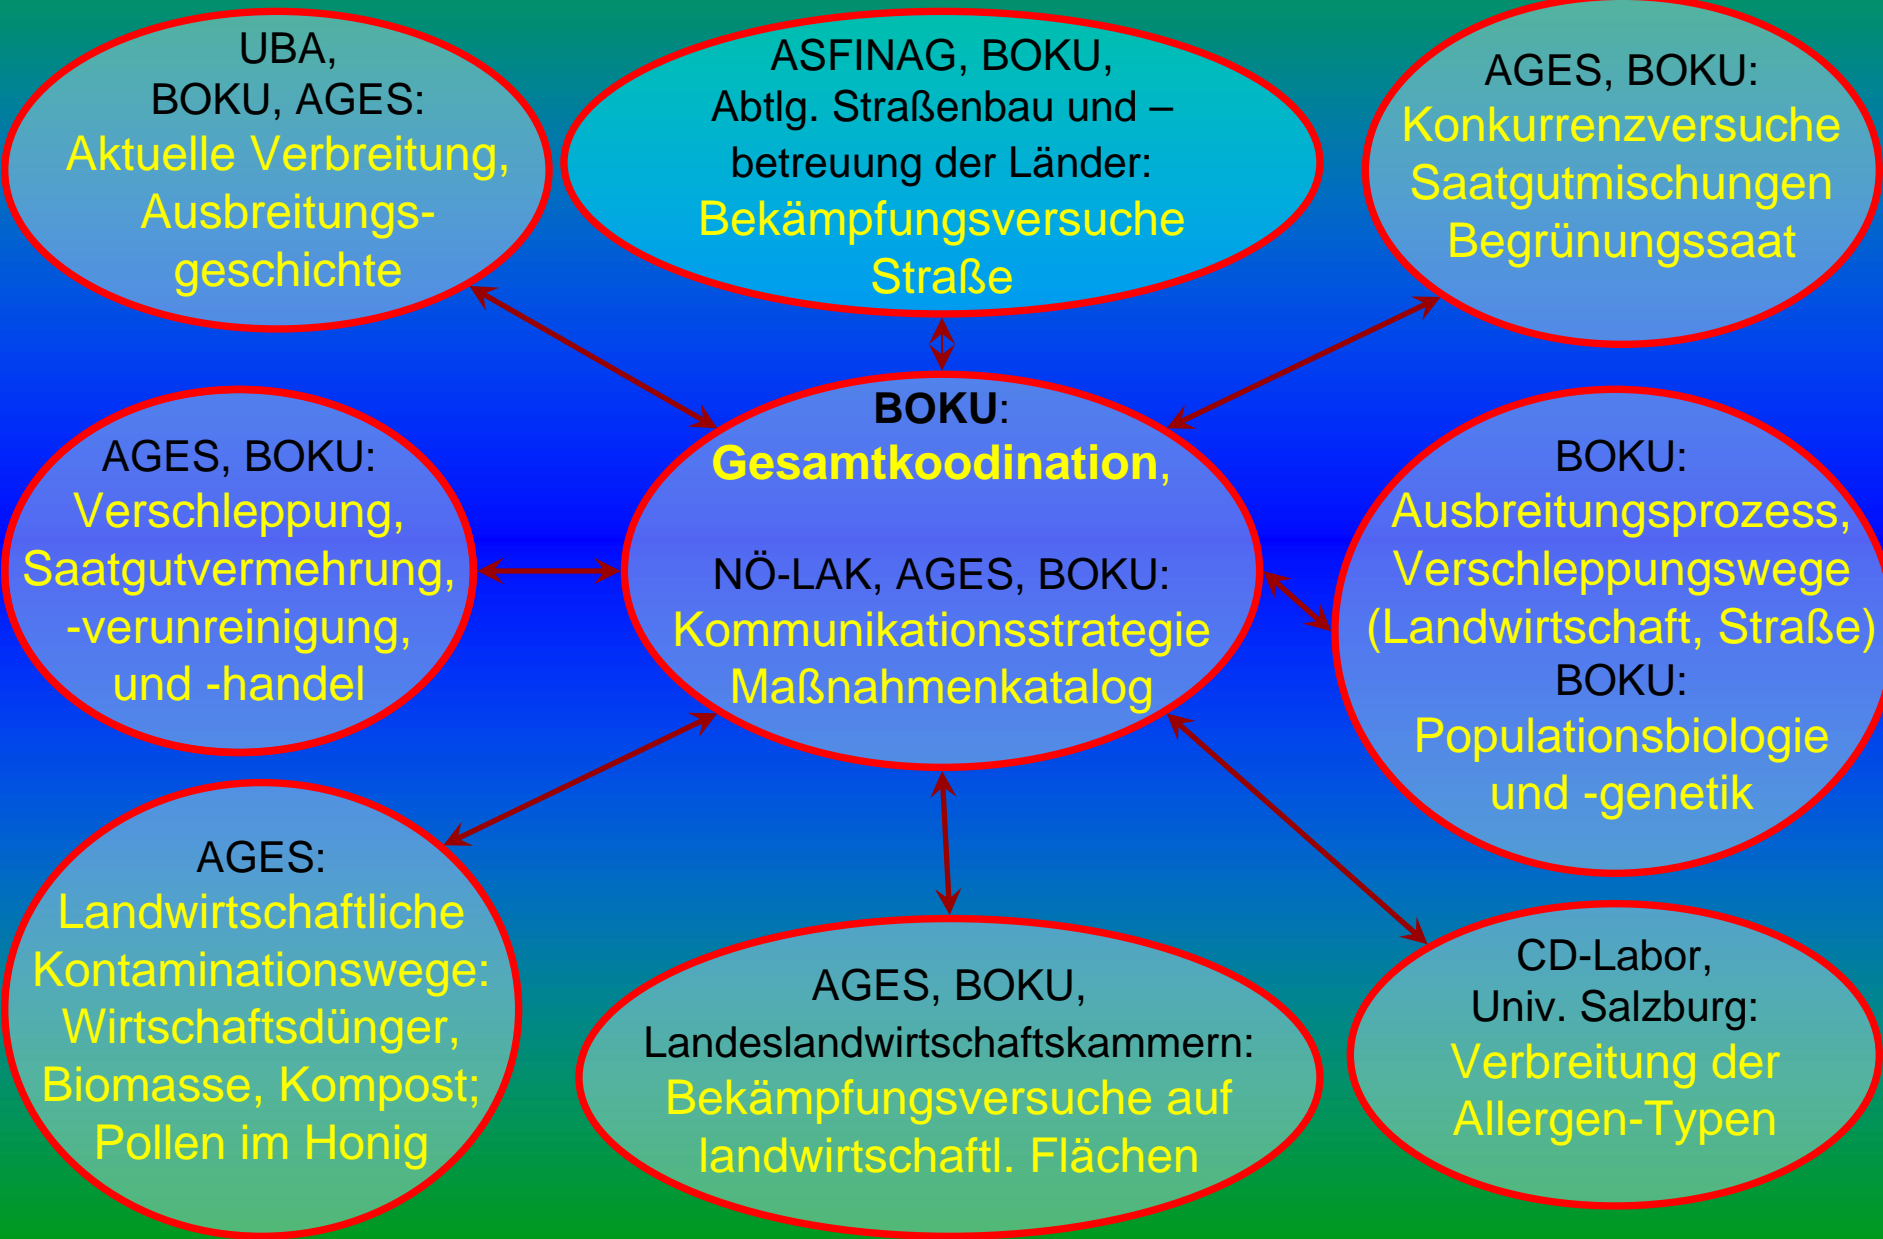 UBA,
BOKU, AGES:
Aktuelle Verbreitung,
Ausbreitungs-
geschichte
ASFINAG, BOKU,
Abtlg. Straßenbau und –
betreuung der Länder:
Bekämpfungsversuche
Straße
AGES, BOKU:
Konkurrenzversuche
Saatgutmischungen
Begrünungssaat
AGES, BOKU:
Verschleppung,
Saatgutvermehrung,
-verunreinigung,
und -handel
BOKU:
Gesamtkoodination,
NÖ-LAK, AGES, BOKU:
Kommunikationsstrategie
Maßnahmenkatalog
BOKU:
Ausbreitungsprozess,
Verschleppungswege
(Landwirtschaft, Straße)
BOKU:
Populationsbiologie
und -genetik
AGES:
Landwirtschaftliche
Kontaminationswege:
Wirtschaftsdünger,
Biomasse, Kompost;
Pollen im Honig
AGES, BOKU,
Landeslandwirtschaftskammern:
Bekämpfungsversuche auf
landwirtschaftl. Flächen
CD-Labor,
Univ. Salzburg:
Verbreitung der
Allergen-Typen